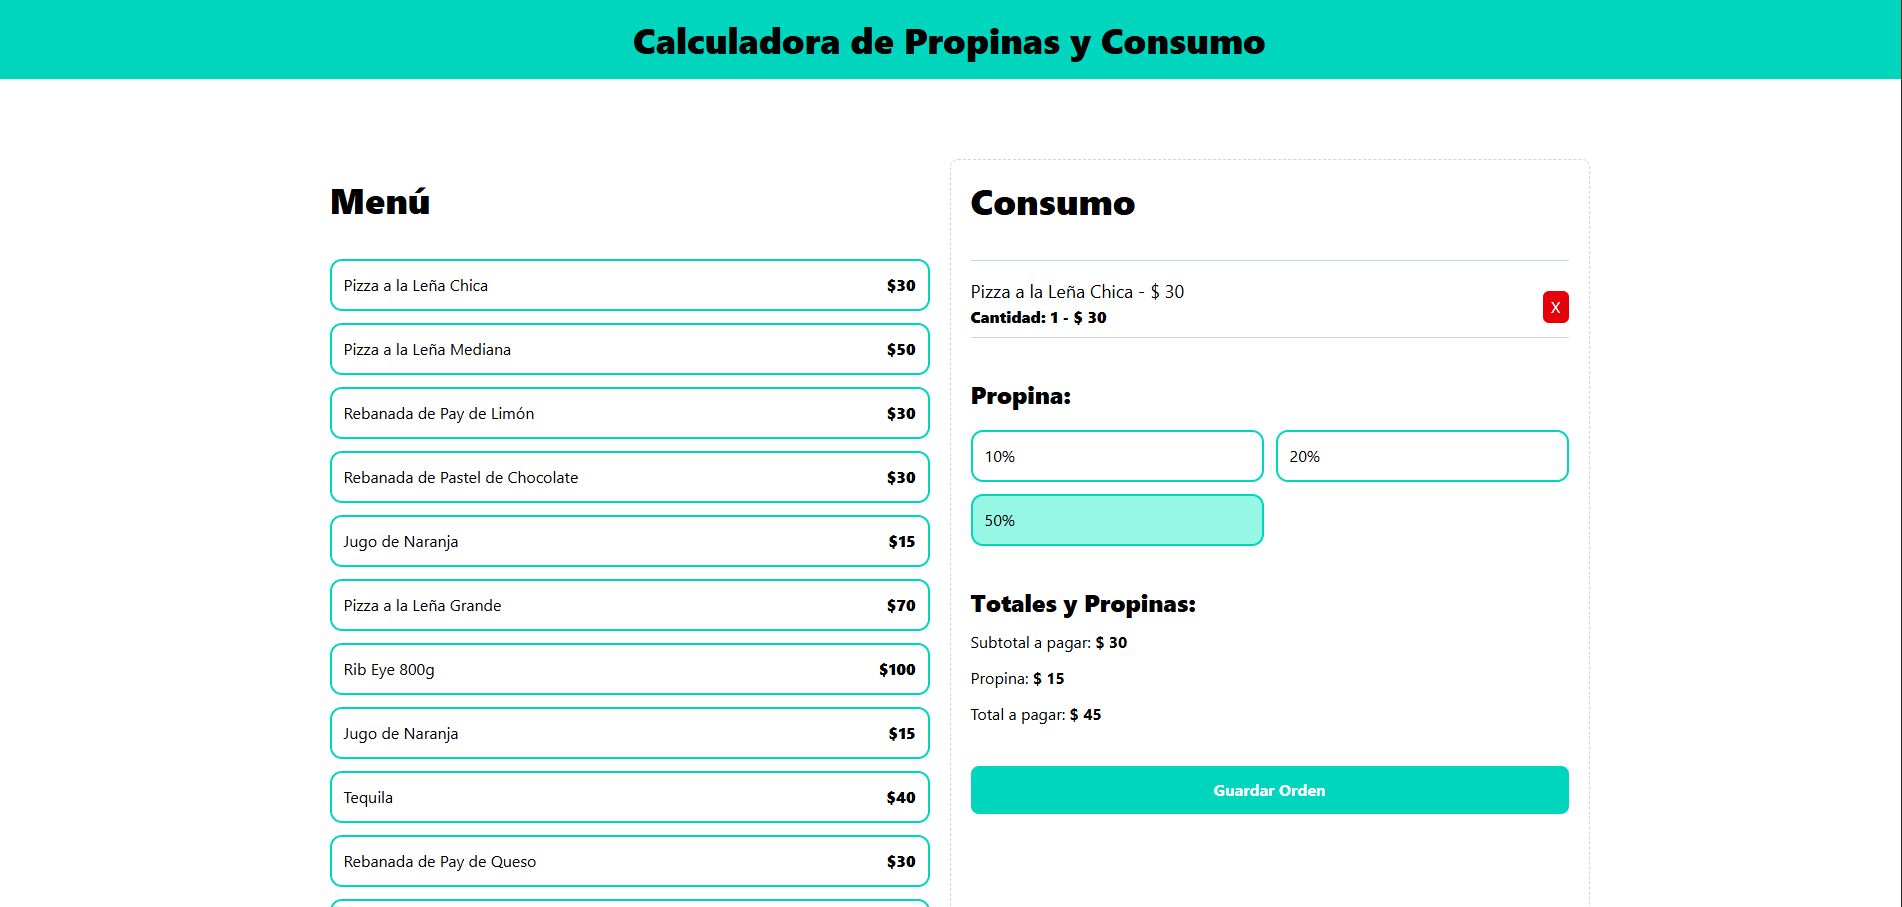 Calculadora de Propinas y Consumo
Menú
Pizza a la Leña Chica $30
Pizza a la Leña Mediana $50
Rebanada de Pay de Limón $30
Rebanada de Pastel de Chocolate $30
Jugo de Naranja $15
Pizza a la Leña Grande $70
Rib Eye 800g $100
Jugo de Naranja $15
Tequila $40
Rebanada de Pay de Queso $30
Consumo
Pizza a la Leña Chica - $ 30
Cantidad: 1 - $ 30
X
Propina:
10%
20%
50%
Totales y Propinas:
Subtotal a pagar: $ 30
Propina: $ 15
Total a pagar: $ 45
Guardar Orden